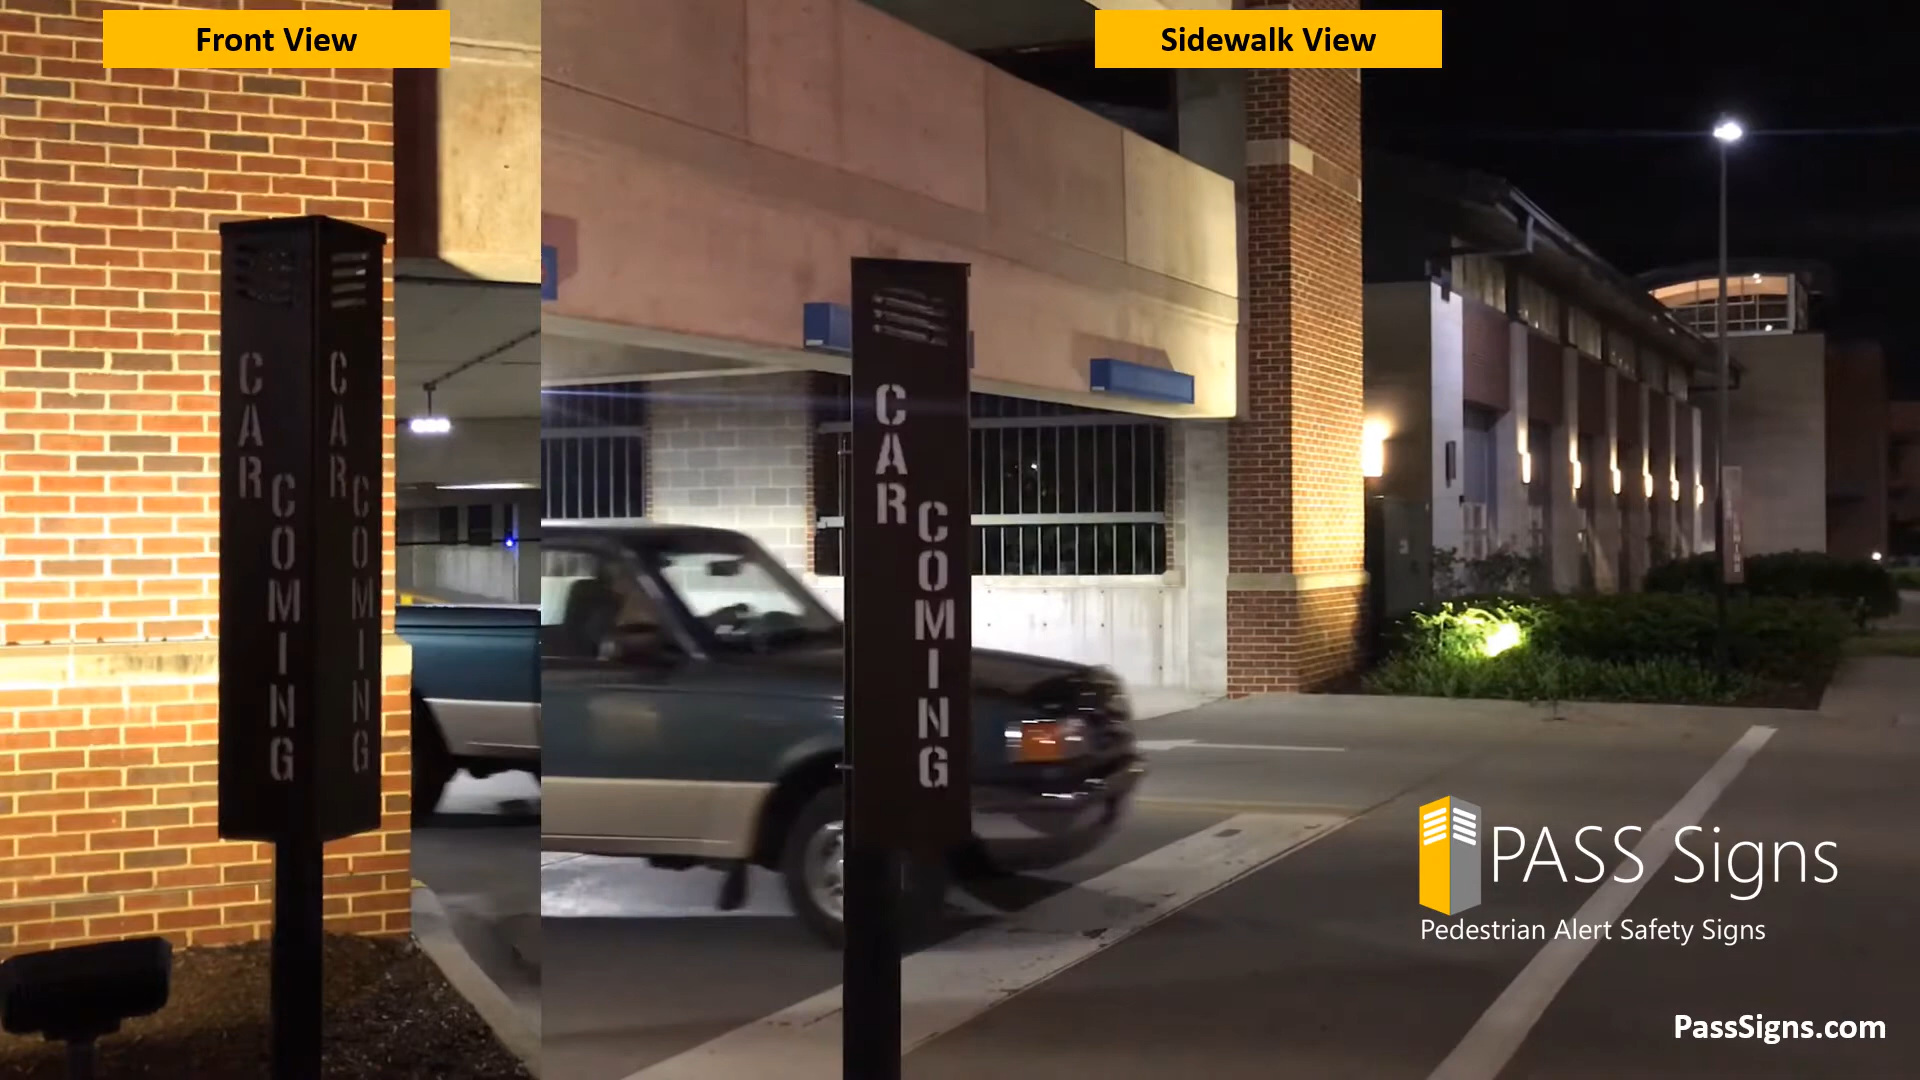 Front View
Sidewalk View
CAR
COMING
CAR
COMING
CAR
COMING
PASS Signs
Pedestrian Alert Safety Signs
PassSigns.com